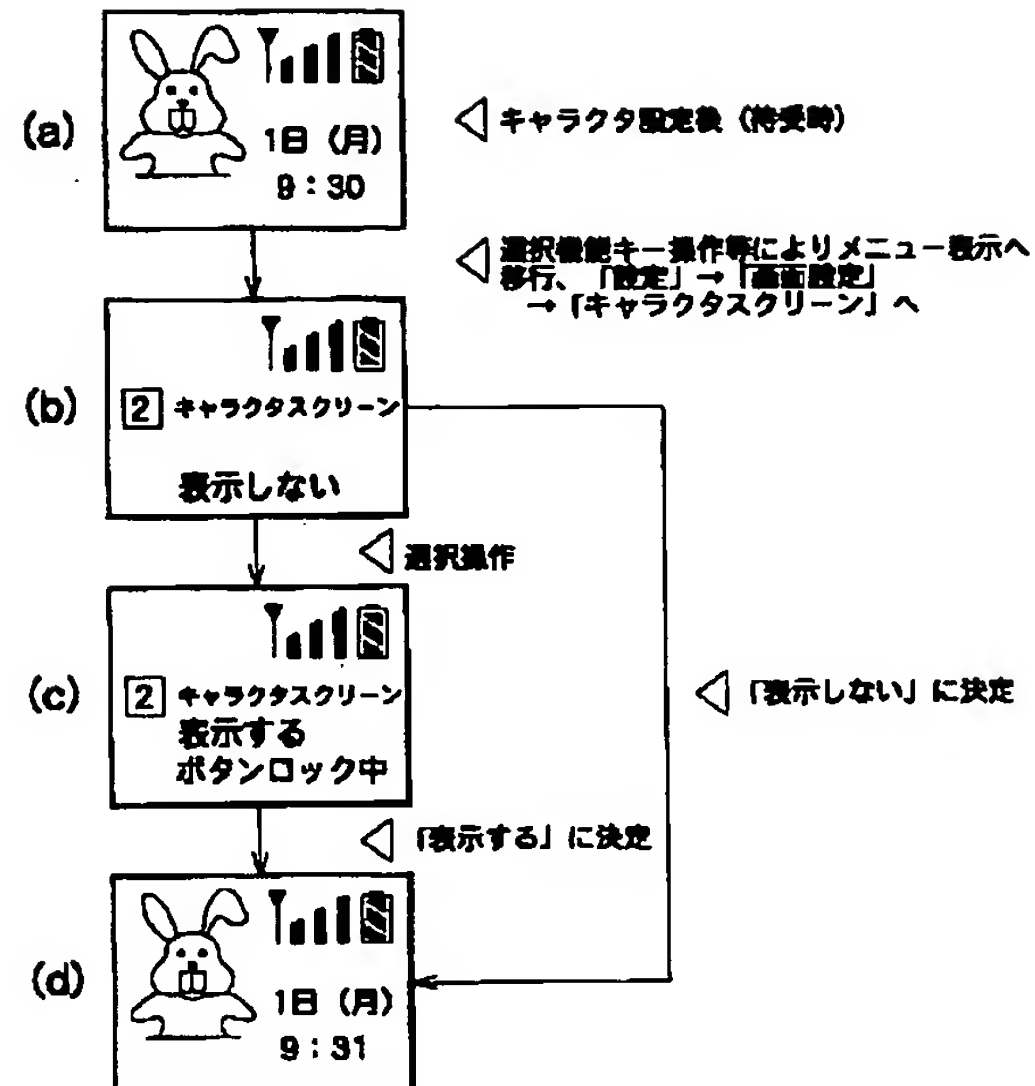 (a)
1日（月）
9：30
キャラクタ設定後（待受時）
選択機能キー操作等によりメニュー表示へ
移行、「設定」→「画面設定」
→「キャラクタスクリーン」へ
(b)
2 キャラクタスクリーン
表示しない
選択操作
(c)
2 キャラクタスクリーン
表示する
ボタンロック中
「表示しない」に決定
「表示する」に決定
(d)
1日（月）
9：31